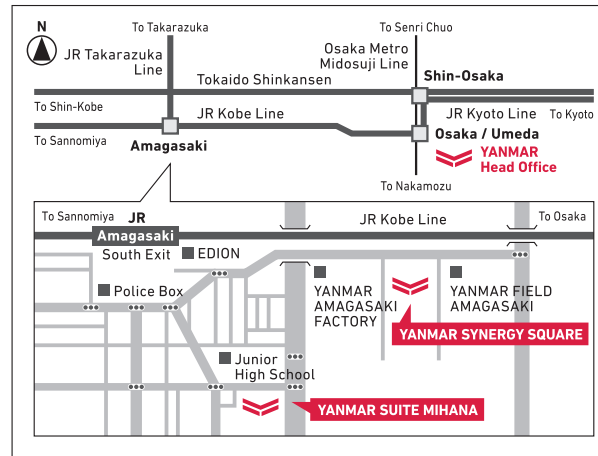 N
To Takarazuka
To Senri Chuo
JR Takarazuka
Line
Osaka Metro
Midosuji Line
Tokaido Shinkansen
Shin-Osaka
To Shin-Kobe
JR Kobe Line
JR Kyoto Line
To Kyoto
To Sannomiya
Amagasaki
Osaka / Umeda
YANMAR
Head Office
To Nakamozu
To Sannomiya
JR
JR Kobe Line
To Osaka
Amagasaki
South Exit
EDION
Police Box
YANMAR
AMAGASAKI
FACTORY
YANMAR FIELD
AMAGASAKI
YANMAR SYNERGY SQUARE
Junior
High School
YANMAR SUITE MIHANA